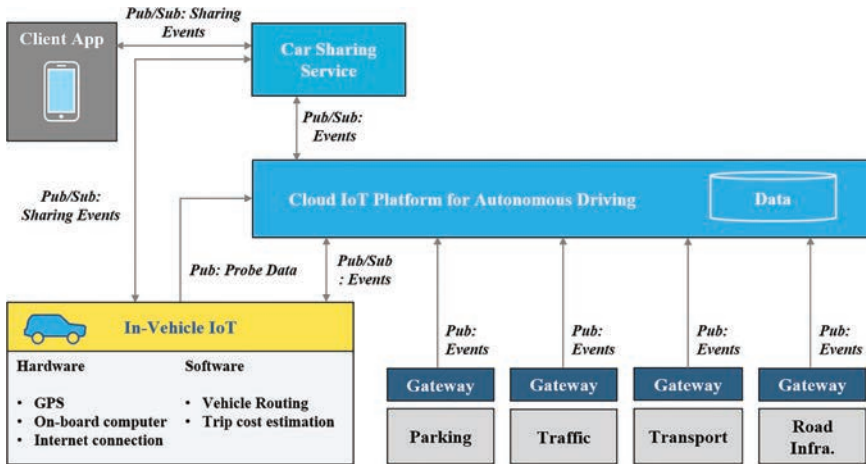 Client App
Pub/Sub: Sharing
Events
Car Sharing
Service
Pub/Sub:
Events
Pub/Sub:
Sharing Events
Cloud IoT Platform for Autonomous Driving
Data
Pub: Probe Data
Pub/Sub
: Events
In-Vehicle IoT
Hardware
• GPS
• On-board computer
• Internet connection
Software
• Vehicle Routing
• Trip cost estimation
Pub:
Events
Pub:
Events
Pub:
Events
Pub:
Events
Gateway
Gateway
Gateway
Gateway
Parking
Traffic
Transport
Road
Infra.